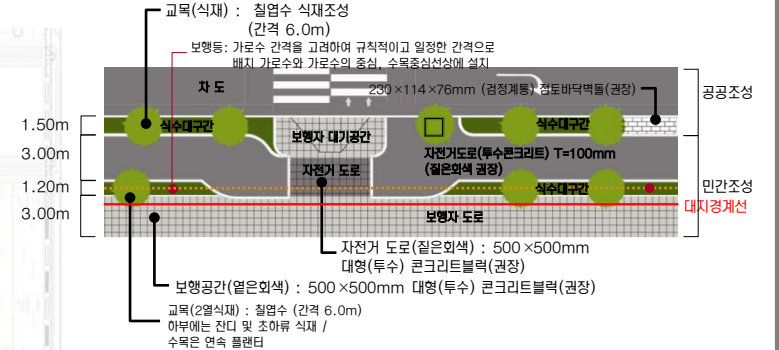 교목(식재) : 칠엽수 식재조성
(간격 6.0m)
보행등: 가로수 간격을 고려하여 규칙적이고 일정한 간격으로
배치 가로수와 가로수의 중심, 수목중심선상에 설치
차 도
230×114×76mm (검정계통) 점토바닥벽돌(권장)
공공조성
1.50m
식수대구간
보행자 대기공간
식수대구간
3.00m
자전거도로(투수콘크리트) T=100mm
(짙은회색 권장)
자전거 도로
1.20m
식수대구간
민간조성
대지경계선
3.00m
보행자 도로
자전거 도로(짙은회색) : 500×500mm
대형(투수) 콘크리트블럭(권장)
보행공간(옅은회색) : 500×500mm 대형(투수) 콘크리트블럭(권장)
교목(2열식재) : 칠엽수 (간격 6.0m)
하부에는 잔디 및 초하류 식재 /
수목은 연속 플랜터